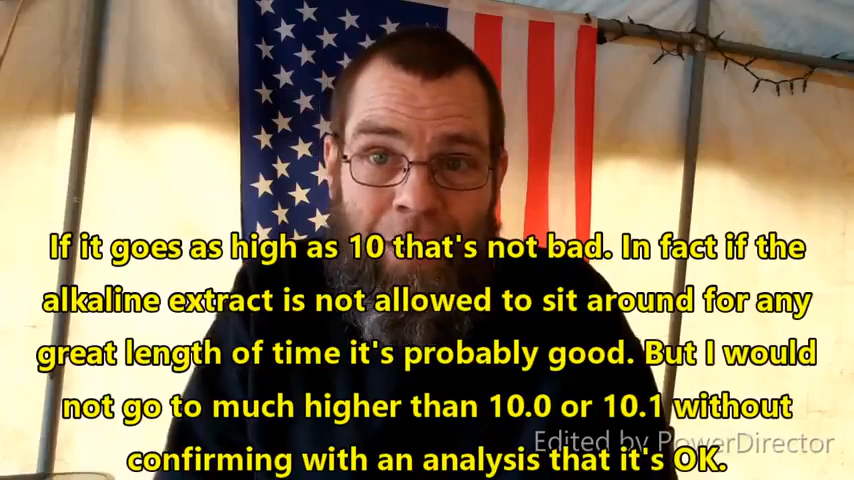 If it goes as high as 10 that's not bad. In fact if the
alkaline extract is not allowed to sit around for any
great length of time it's probably good. But I would
not go to much higher than 10.0 or 10.1 without
confirming with an analysis that it's OK.
Edited by PowerDirector